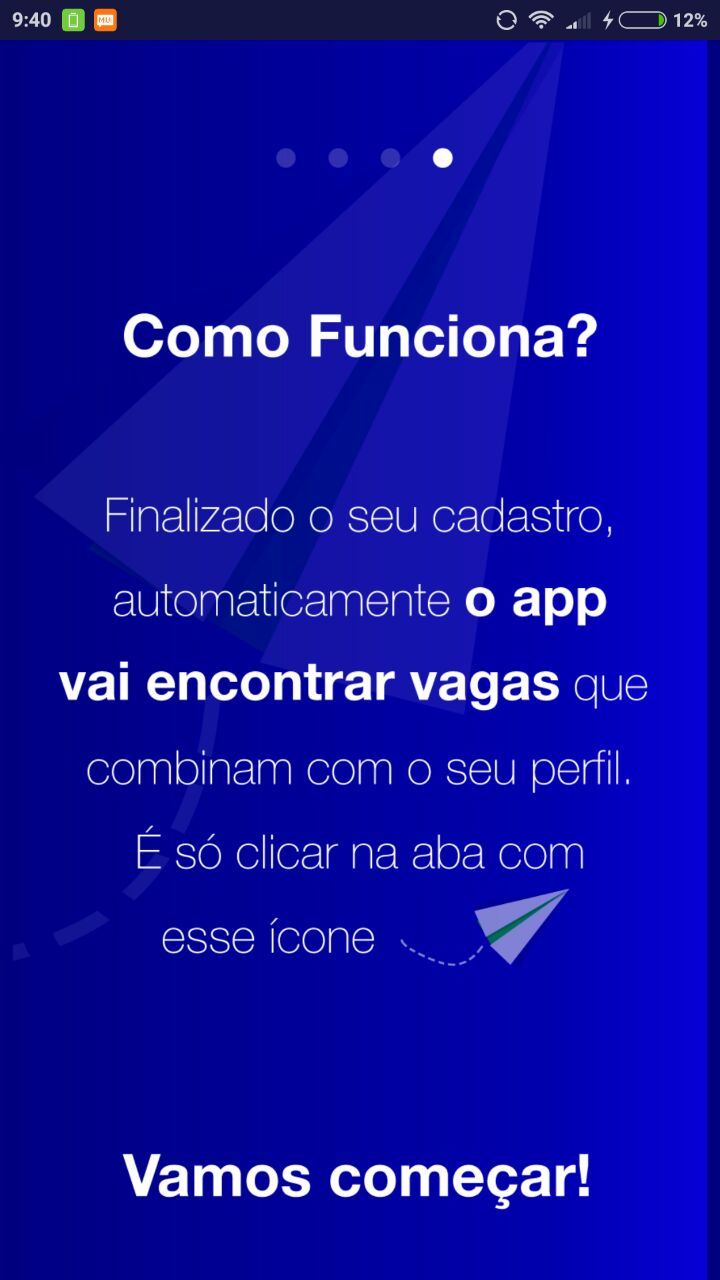 9:40 MUI 12%
Como Funciona?
Finalizado o seu cadastro,
automaticamente o app
vai encontrar vagas que
combinam com o seu perfil.
É só clicar na aba com
esse ícone
Vamos começar!